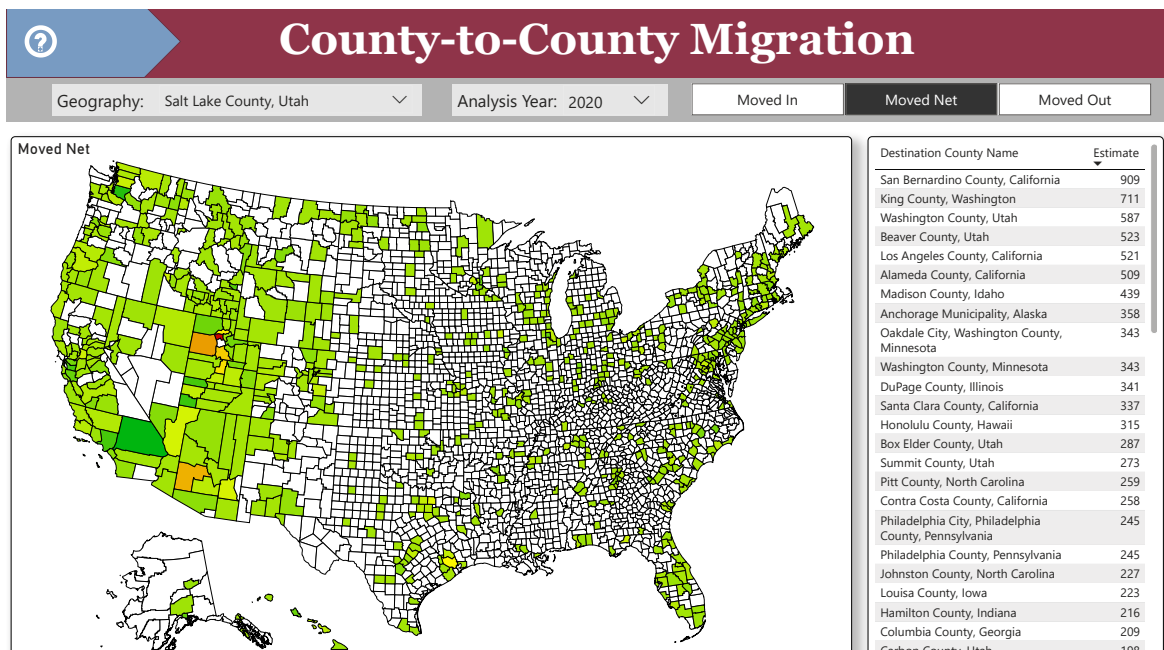 County-to-County Migration
Geography: Salt Lake County, Utah
Analysis Year: 2020
Moved In
Moved Net
Moved Out
Moved Net
Destination County Name Estimate
San Bernardino County, California 909
King County, Washington 711
Washington County, Utah 587
Beaver County, Utah 523
Los Angeles County, California 521
Alameda County, California 509
Madison County, Idaho 439
Anchorage Municipality, Alaska 358
Oakdale City, Washington County, 343
Minnesota
Washington County, Minnesota 343
DuPage County, Illinois 341
Santa Clara County, California 337
Honolulu County, Hawaii 315
Box Elder County, Utah 287
Summit County, Utah 273
Pitt County, North Carolina 259
Contra Costa County, California 258
Philadelphia City, Philadelphia 245
County, Pennsylvania
Philadelphia County, Pennsylvania 245
Johnston County, North Carolina 227
Louisa County, Iowa 223
Hamilton County, Indiana 216
Columbia County, Georgia 209
Carbon County, Utah 198